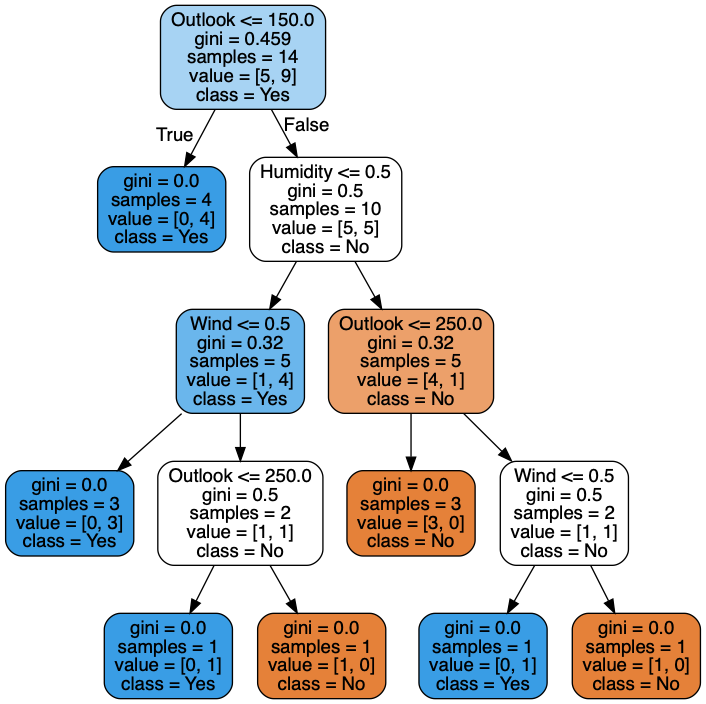 Outlook <= 150.0
gini = 0.459
samples = 14
value = [5, 9]
class = Yes
True
False
gini = 0.0
samples = 4
value = [0, 4]
class = Yes
Humidity <= 0.5
gini = 0.5
samples = 10
value = [5, 5]
class = No
Wind <= 0.5
gini = 0.32
samples = 5
value = [1, 4]
class = Yes
Outlook <= 250.0
gini = 0.32
samples = 5
value = [4, 1]
class = No
gini = 0.0
samples = 3
value = [0, 3]
class = Yes
Outlook <= 250.0
gini = 0.5
samples = 2
value = [1, 1]
class = No
gini = 0.0
samples = 3
value = [3, 0]
class = No
Wind <= 0.5
gini = 0.5
samples = 2
value = [1, 1]
class = No
gini = 0.0
samples = 1
value = [0, 1]
class = Yes
gini = 0.0
samples = 1
value = [1, 0]
class = No
gini = 0.0
samples = 1
value = [0, 1]
class = Yes
gini = 0.0
samples = 1
value = [1, 0]
class = No